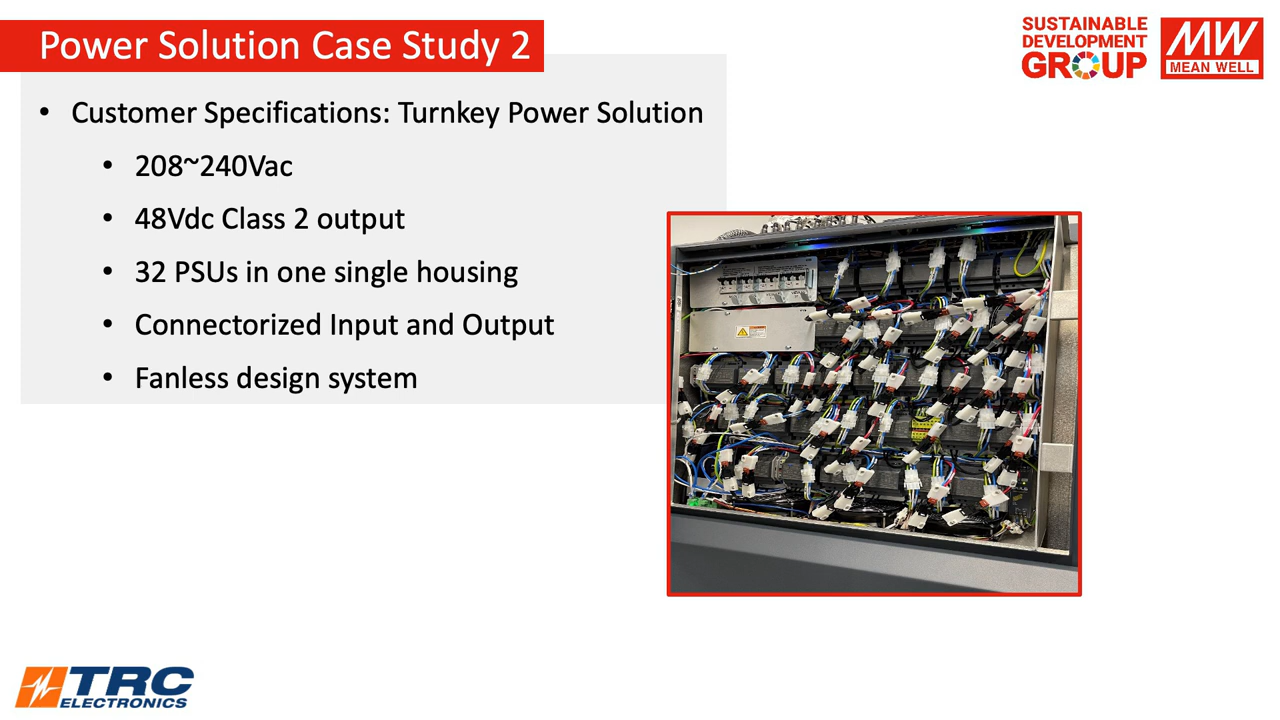 Power Solution Case Study 2
SUSTAINABLE
DEVELOPMENT
GROUP
MW
MEAN WELL
• Customer Specifications: Turnkey Power Solution
• 208~240Vac
• 48Vdc Class 2 output
• 32 PSUs in one single housing
• Connectorized Input and Output
• Fanless design system
TRC
ELECTRONICS